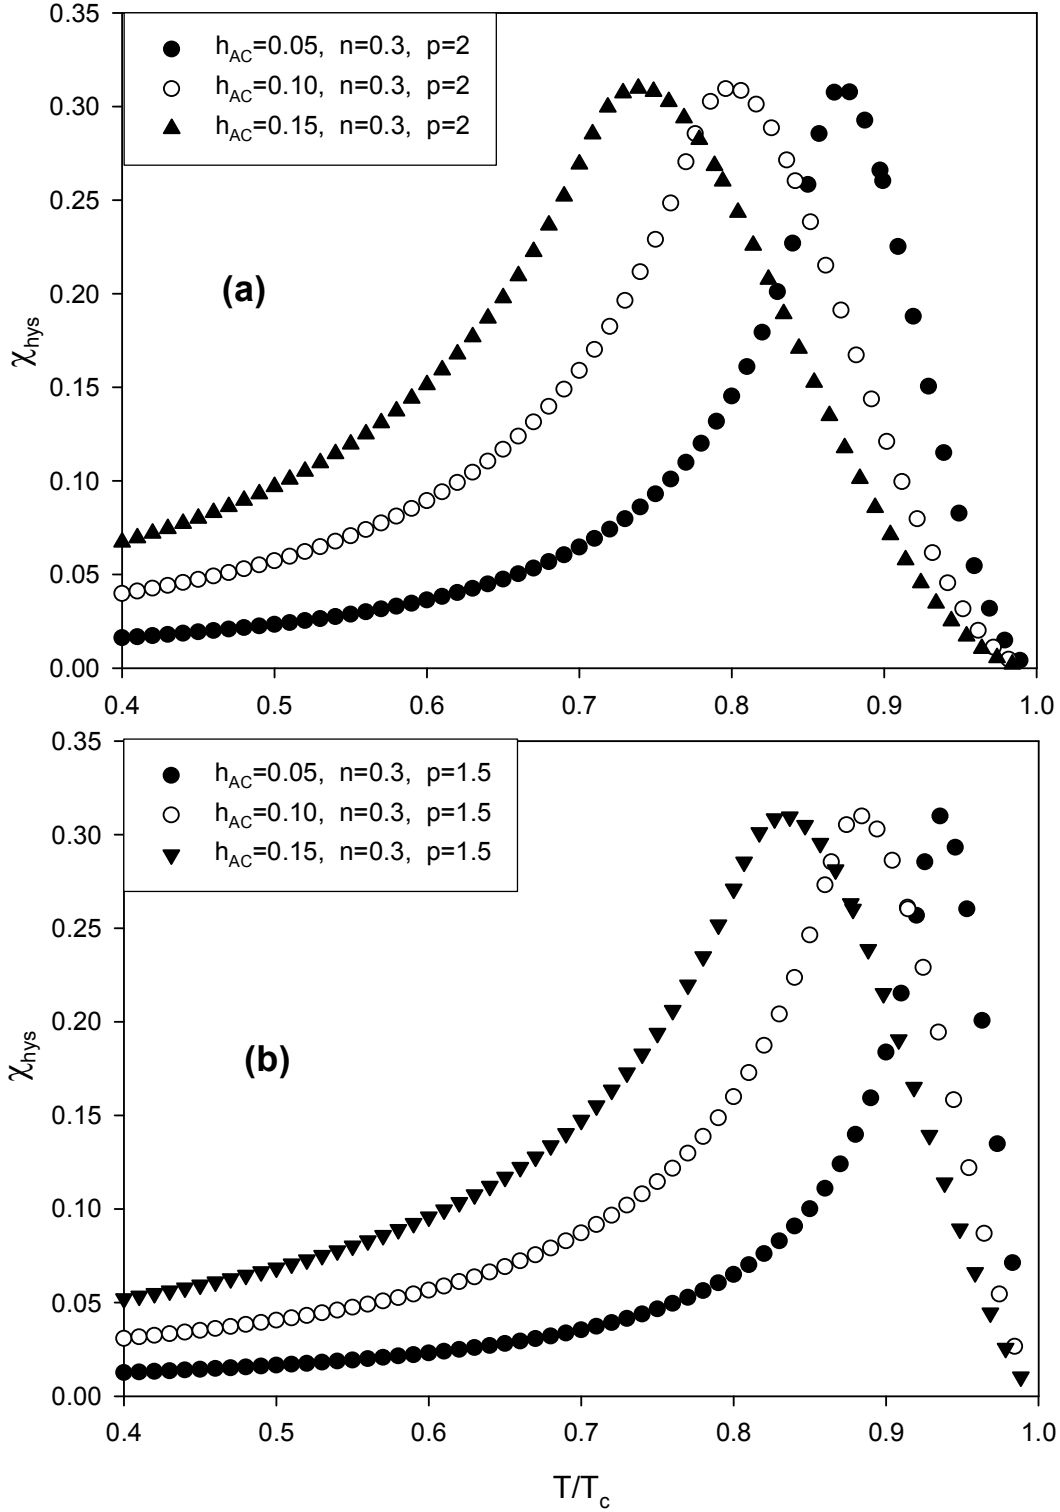 0.35
0.30
0.25
0.20
0.15
0.10
0.05
0.00
χhys
hAC=0.05, n=0.3, p=2
hAC=0.10, n=0.3, p=2
hAC=0.15, n=0.3, p=2
(a)
0.4 0.5 0.6 0.7 0.8 0.9 1.0
0.35
0.30
0.25
0.20
0.15
0.10
0.05
0.00
χhys
hAC=0.05, n=0.3, p=1.5
hAC=0.10, n=0.3, p=1.5
hAC=0.15, n=0.3, p=1.5
(b)
0.4 0.5 0.6 0.7 0.8 0.9 1.0
T/Tc